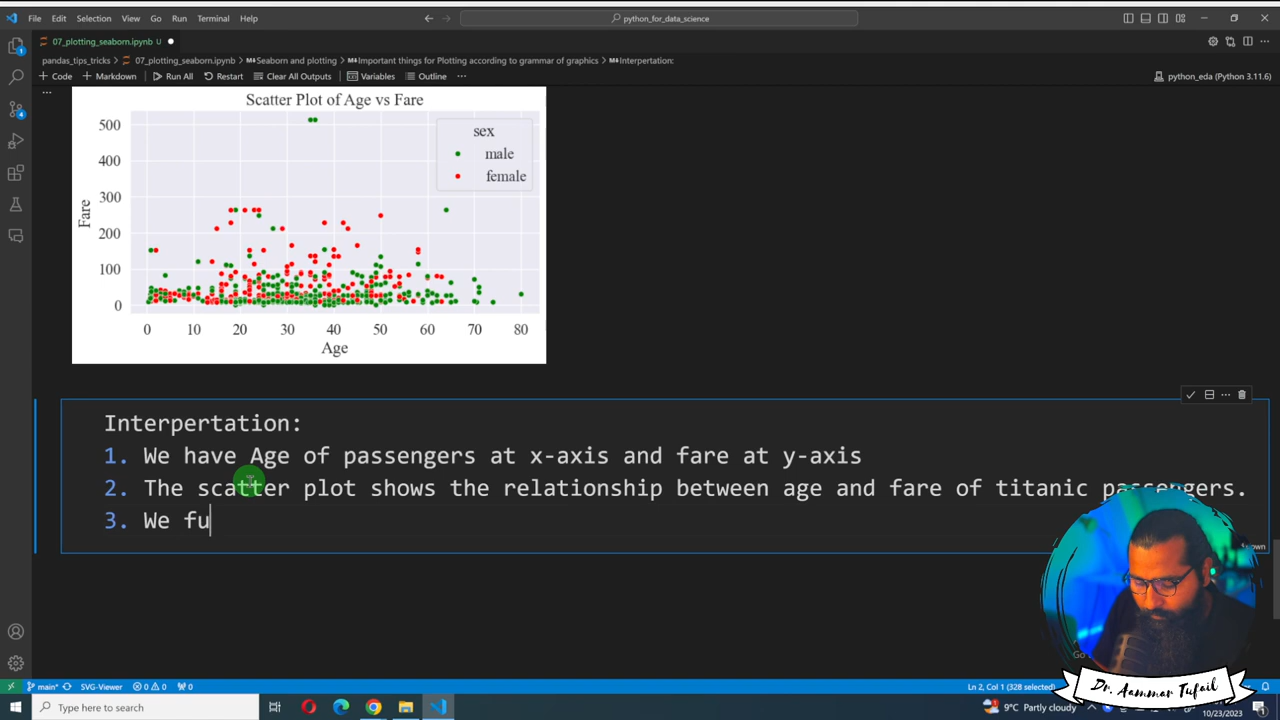 File Edit Selection View Go Run Terminal Help
python_for_data_science
07_plotting_seaborn.ipynb U
pandas_tips_tricks > 07_plotting_seaborn.ipynb > Seaborn and plotting > Important things for Plotting according to grammar of graphics > Interpertation:
+ Code + Markdown Run All Restart Clear All Outputs Variables Outline ...
python_eda (Python 3.11.6)
Scatter Plot of Age vs Fare
500
400
300
200
100
0
Fare
sex
male
female
0 10 20 30 40 50 60 70 80
Age
Interpertation:
1. We have Age of passengers at x-axis and fare at y-axis
2. The scatter plot shows the relationship between age and fare of titanic passengers.
3. We fu
Dr. Aammar Tufail
main* SVG-Viewer 0 0 0
Ln 2, Col 1 (328 selected)
Type here to search
9°C Partly cloudy
10/23/2023